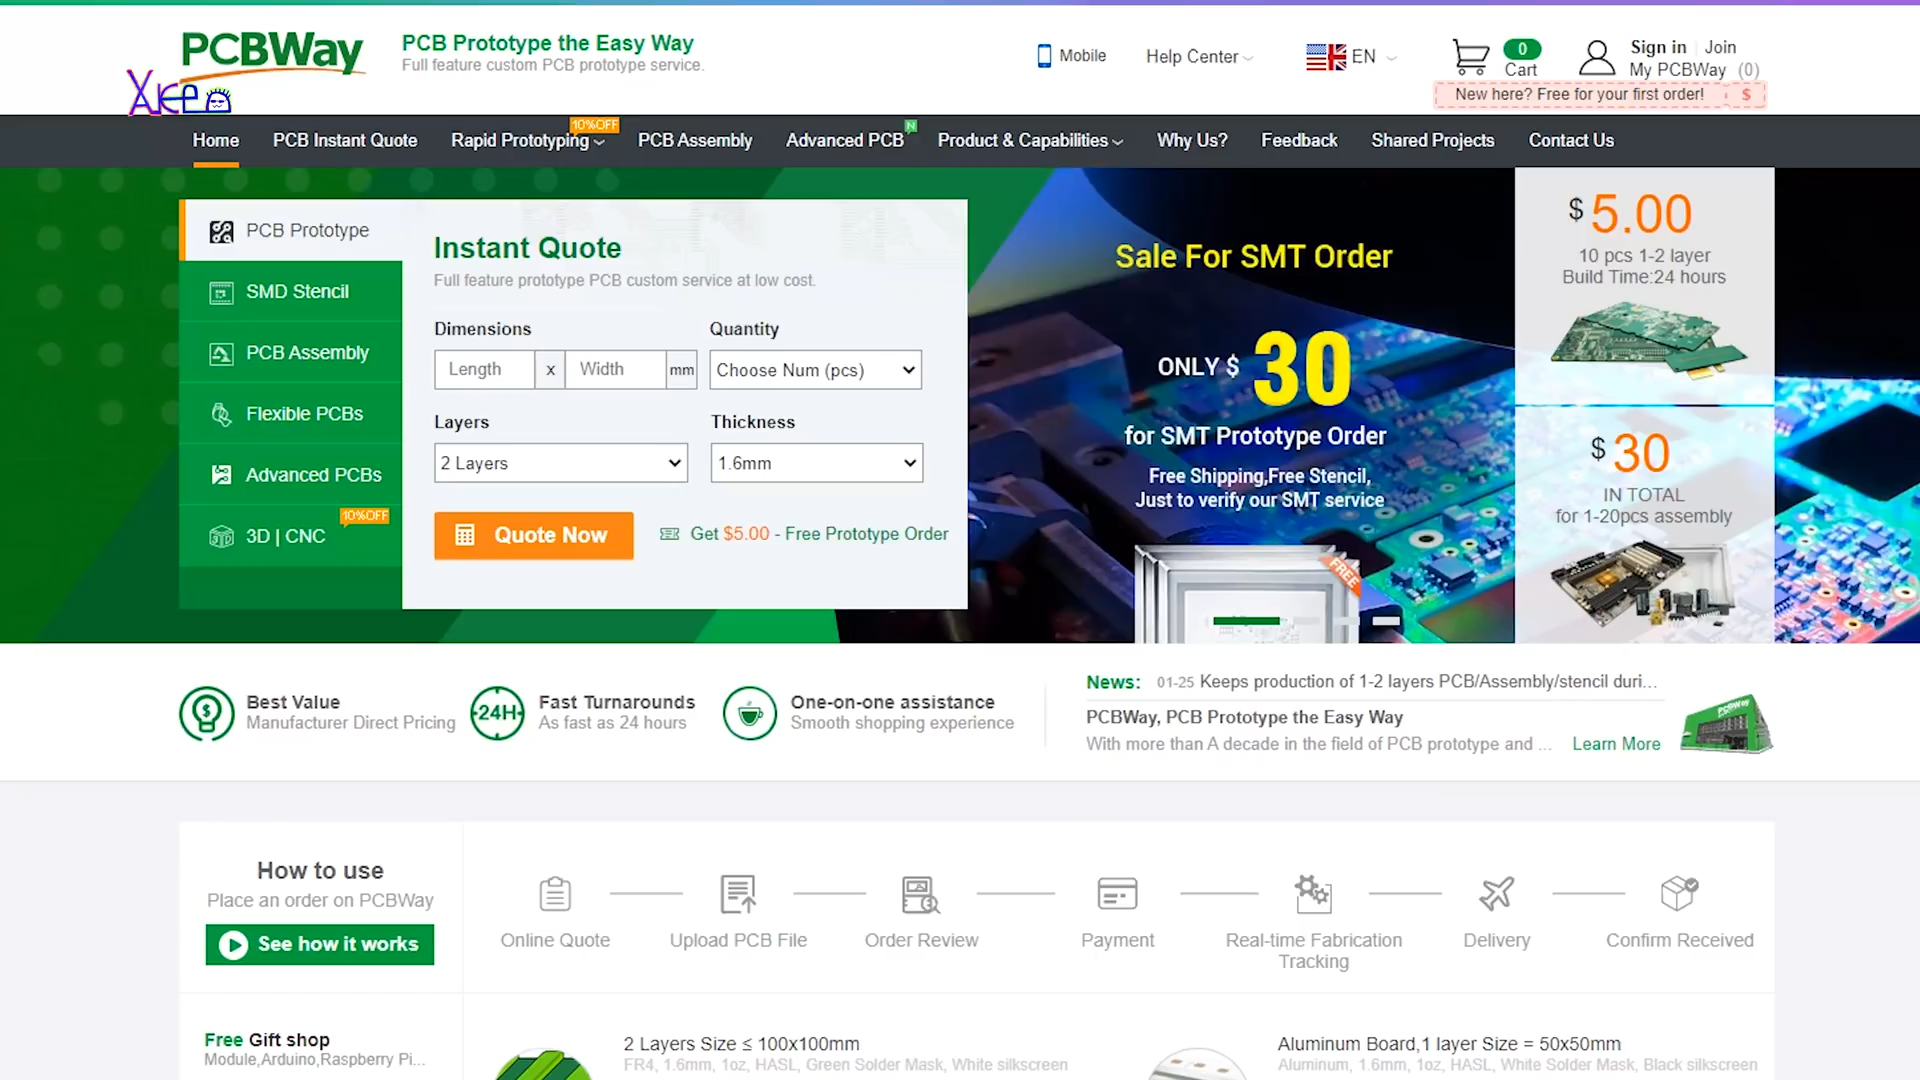 PCBWay
PCB Prototype the Easy Way
Full feature custom PCB prototype service.
Mobile
Help Center
EN
0
Cart
Sign in | Join
My PCBWay (0)
New here? Free for your first order! $
Home
PCB Instant Quote
Rapid Prototyping
10%OFF
PCB Assembly
Advanced PCB
N
Product & Capabilities
Why Us?
Feedback
Shared Projects
Contact Us
PCB Prototype
SMD Stencil
PCB Assembly
Flexible PCBs
Advanced PCBs
10%OFF
3D | CNC
Instant Quote
Full feature prototype PCB custom service at low cost.
Dimensions
Quantity
Length x Width mm
Choose Num (pcs)
Layers
Thickness
2 Layers
1.6mm
Quote Now
Get $5.00 - Free Prototype Order
Sale For SMT Order
ONLY $ 30
for SMT Prototype Order
Free Shipping,Free Stencil,
Just to verify our SMT service
FREE
$ 5.00
10 pcs 1-2 layer
Build Time:24 hours
$ 30
IN TOTAL
for 1-20pcs assembly
Best Value
Manufacturer Direct Pricing
24H
Fast Turnarounds
As fast as 24 hours
One-on-one assistance
Smooth shopping experience
News: 01-25 Keeps production of 1-2 layers PCB/Assembly/stencil duri...
PCBWay, PCB Prototype the Easy Way
With more than A decade in the field of PCB prototype and ... Learn More
PCBWay
How to use
Place an order on PCBWay
See how it works
Online Quote
Upload PCB File
Order Review
Payment
Real-time Fabrication
Tracking
Delivery
Confirm Received
Free Gift shop
Module,Arduino,Raspberry Pi...
2 Layers Size ≤ 100x100mm
FR4, 1.6mm, 1oz, HASL, Green Solder Mask, White silkscreen
Aluminum Board,1 layer Size = 50x50mm
Aluminum, 1.6mm, 1oz, HASL, White Solder Mask, Black silkscreen